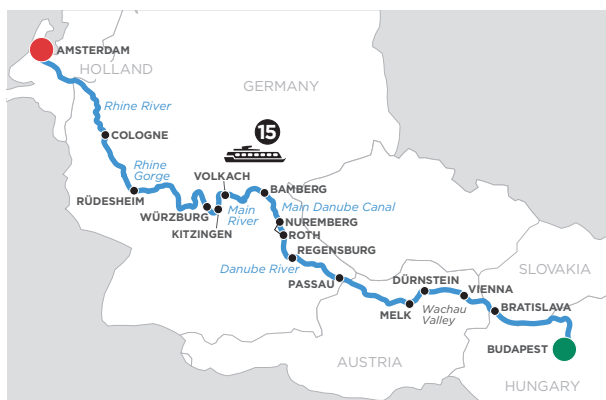 AMSTERDAM
HOLLAND
GERMANY
Rhine River
15
COLOGNE
Rhine
Gorge
VOLKACH
BAMBERG
RÜDESHEIM
WÜRZBURG
Main
River
Main Danube Canal
KITZINGEN
NUREMBERG
ROTH
REGENSBURG
Danube River
PASSAU
SLOVAKIA
DÜRNSTEIN
VIENNA
MELK
Wachau
Valley
BRATISLAVA
BUDAPEST
AUSTRIA
HUNGARY